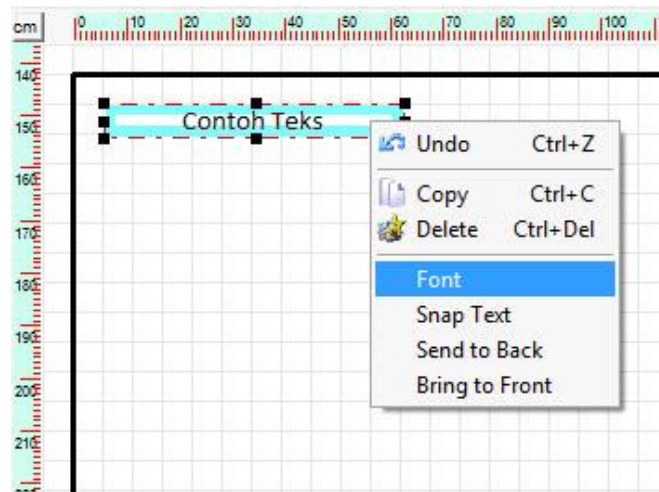 cm 0 10 20 30 40 50 60 70 80 90 100
140
Contoh Teks
150
Undo Ctrl+Z
160
Copy Ctrl+C
170
Delete Ctrl+Del
180
Font
Snap Text
190
Send to Back
200
Bring to Front
210